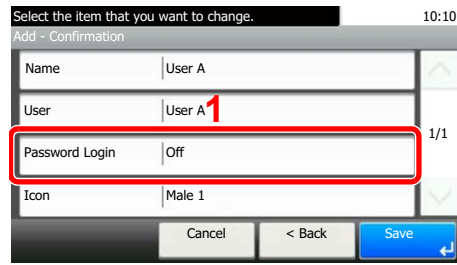 Select the item that you want to change. 10:10
Add - Confirmation
Name User A
User User A 1
1/1
Password Login Off
Icon Male 1
Cancel < Back Save